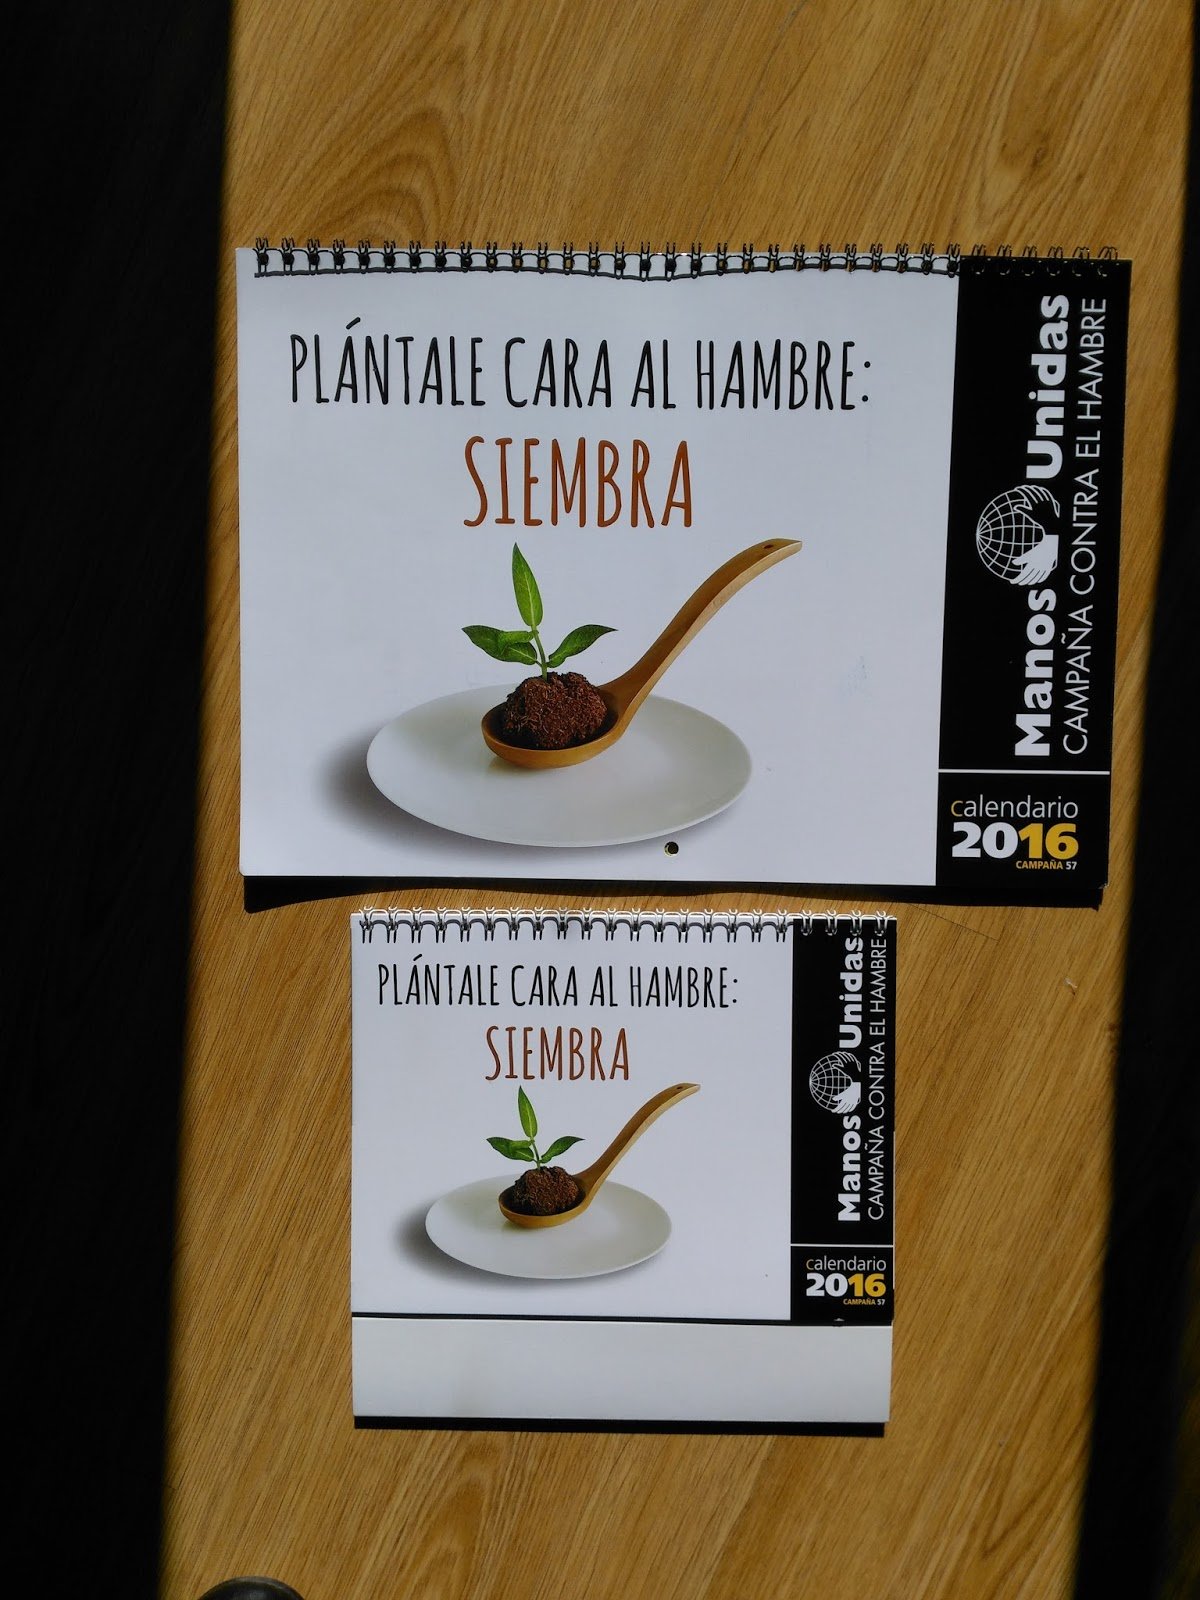 PLÁNTALE CARA AL HAMBRE:
SIEMBRA
Manos Unidas
CAMPAÑA CONTRA EL HAMBRE
calendario
2016
CAMPAÑA 57
PLÁNTALE CARA AL HAMBRE:
SIEMBRA
Manos Unidas
CAMPAÑA CONTRA EL HAMBRE
calendario
2016
CAMPAÑA 57